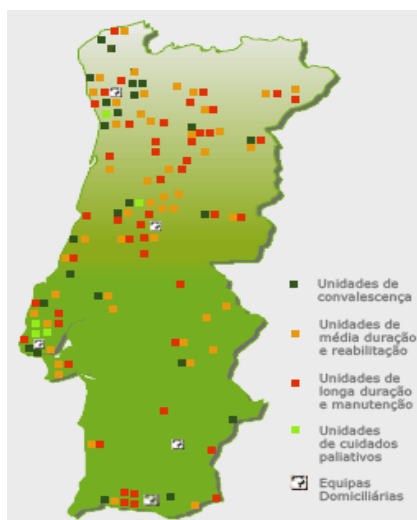 Unidades de
convalescença
Unidades de
média duração
e reabilitação
Unidades de
longa duração
e manutenção
Unidades
de cuidados
paliativos
Equipas
Domiciliárias